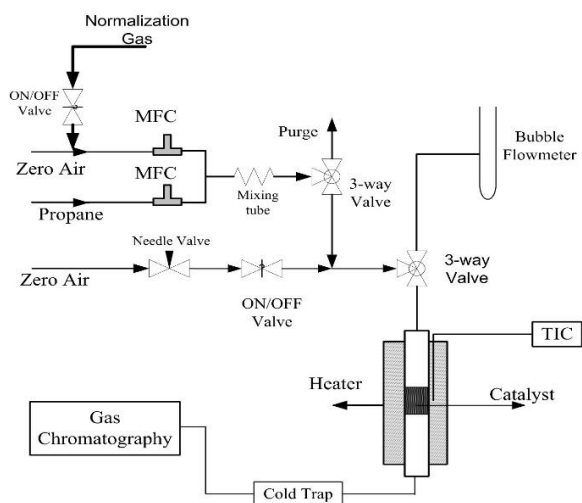 Normalization
Gas
ON/OFF
Valve
MFC
Zero Air
MFC
Propane
Purge
Mixing
tube
3-way
Valve
Bubble
Flowmeter
Needle Valve
Zero Air
ON/OFF
Valve
3-way
Valve
TIC
Heater
Catalyst
Gas
Chromatography
Cold Trap